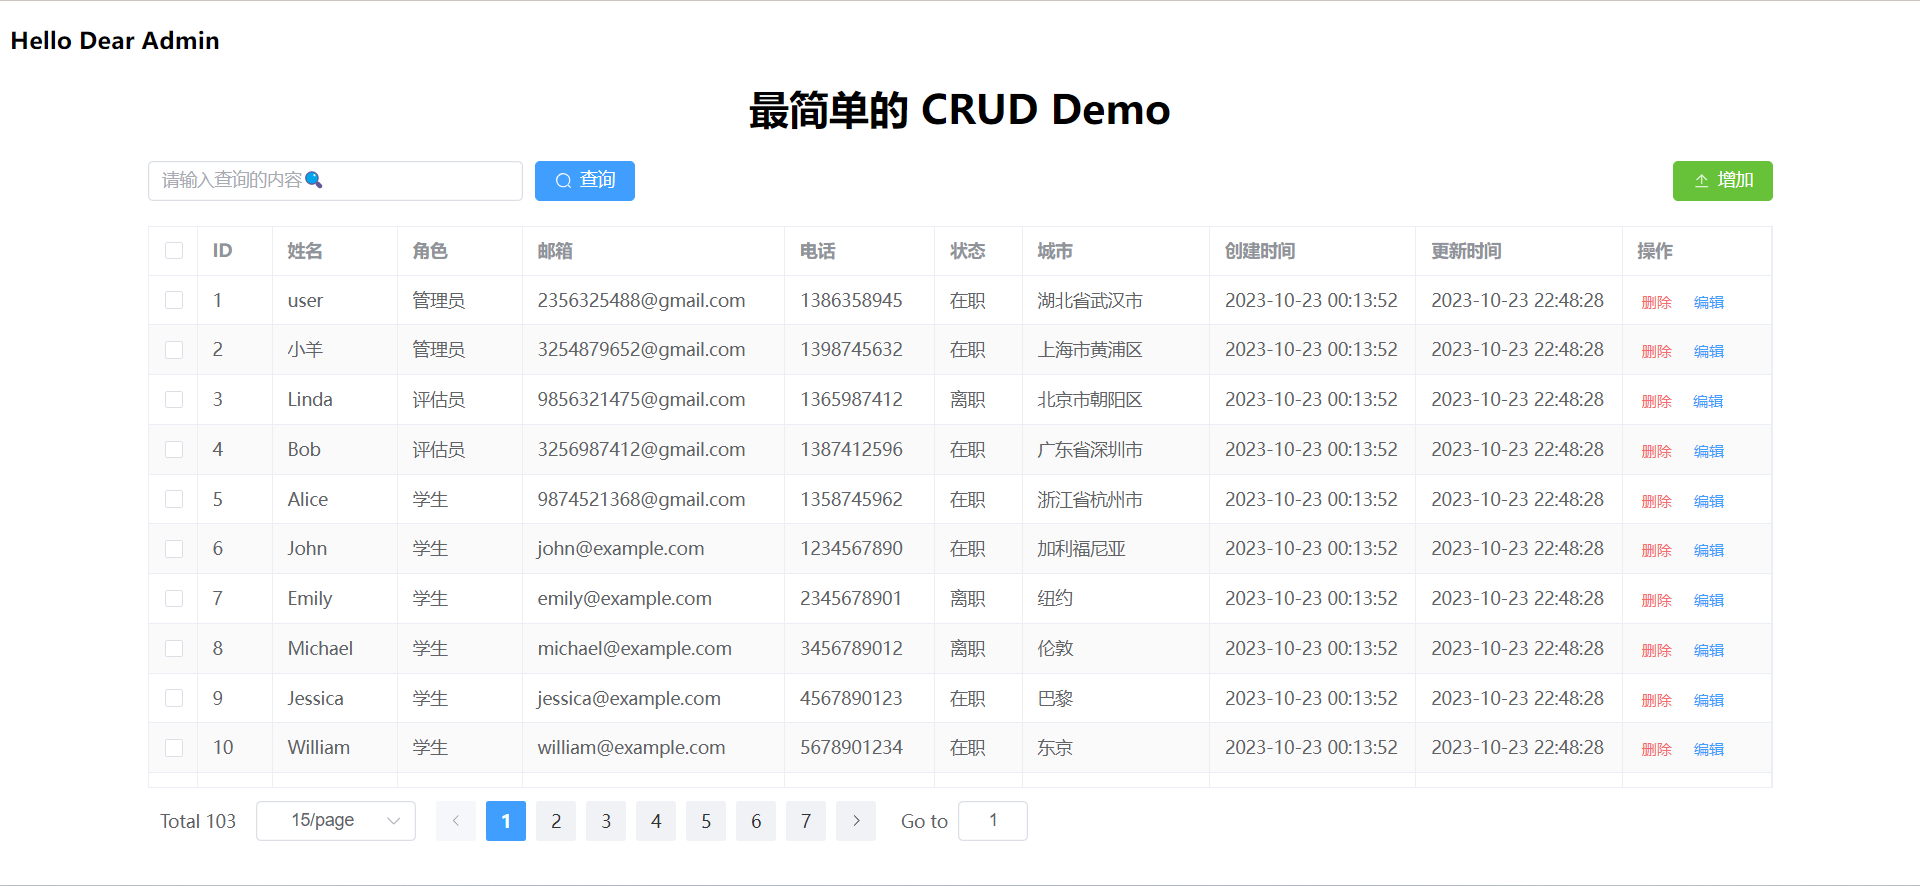 Hello Dear Admin
最简单的 CRUD Demo
请输入查询的内容🔍 查询 增加
ID 姓名 角色 邮箱 电话 状态 城市 创建时间 更新时间 操作
1 user 管理员 2356325488@gmail.com 1386358945 在职 湖北省武汉市 2023-10-23 00:13:52 2023-10-23 22:48:28 删除 编辑
2 小羊 管理员 3254879652@gmail.com 1398745632 在职 上海市黄浦区 2023-10-23 00:13:52 2023-10-23 22:48:28 删除 编辑
3 Linda 评估员 9856321475@gmail.com 1365987412 离职 北京市朝阳区 2023-10-23 00:13:52 2023-10-23 22:48:28 删除 编辑
4 Bob 评估员 3256987412@gmail.com 1387412596 在职 广东省深圳市 2023-10-23 00:13:52 2023-10-23 22:48:28 删除 编辑
5 Alice 学生 9874521368@gmail.com 1358745962 在职 浙江省杭州市 2023-10-23 00:13:52 2023-10-23 22:48:28 删除 编辑
6 John 学生 john@example.com 1234567890 在职 加利福尼亚 2023-10-23 00:13:52 2023-10-23 22:48:28 删除 编辑
7 Emily 学生 emily@example.com 2345678901 离职 纽约 2023-10-23 00:13:52 2023-10-23 22:48:28 删除 编辑
8 Michael 学生 michael@example.com 3456789012 离职 伦敦 2023-10-23 00:13:52 2023-10-23 22:48:28 删除 编辑
9 Jessica 学生 jessica@example.com 4567890123 在职 巴黎 2023-10-23 00:13:52 2023-10-23 22:48:28 删除 编辑
10 William 学生 william@example.com 5678901234 在职 东京 2023-10-23 00:13:52 2023-10-23 22:48:28 删除 编辑
Total 103 15/page 1 2 3 4 5 6 7 Go to 1